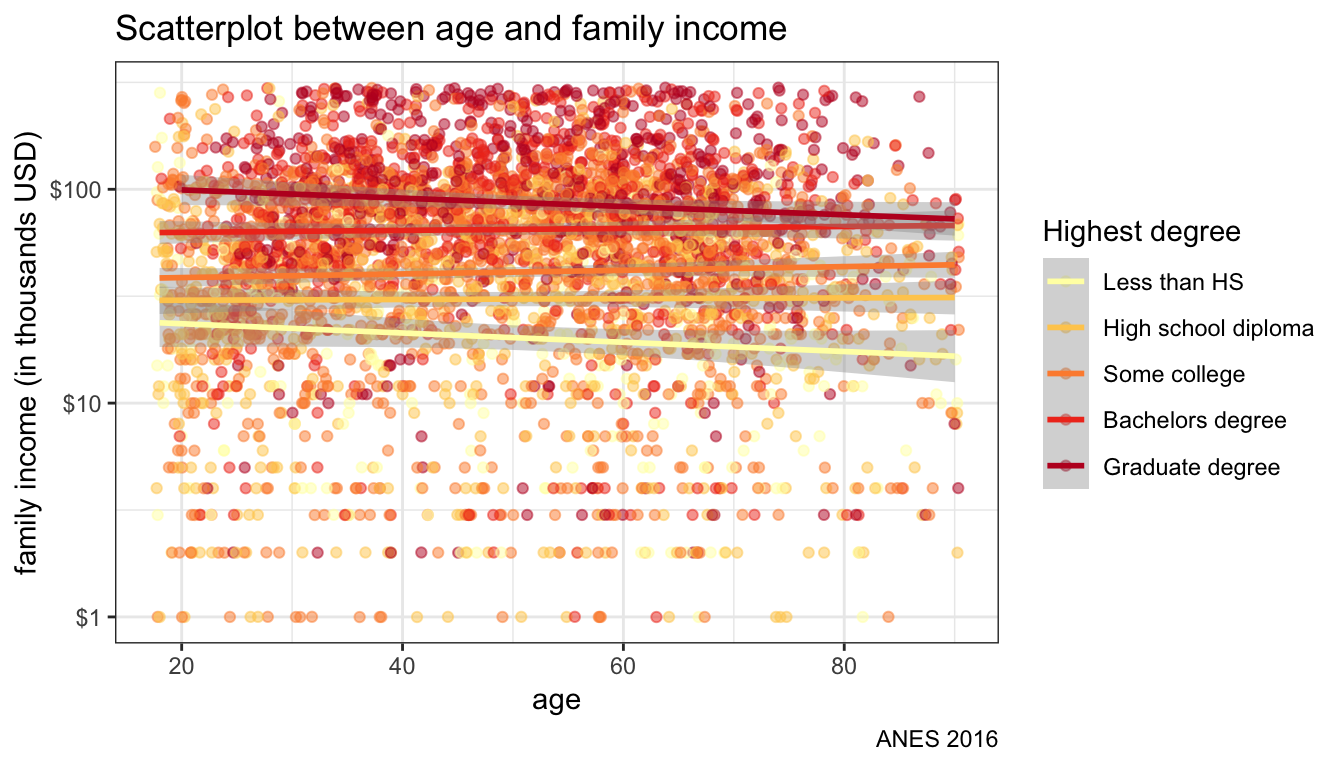 Scatterplot between age and family income
family income (in thousands USD)
$100
$10
$1
20 40 60 80
age
Highest degree
Less than HS
High school diploma
Some college
Bachelors degree
Graduate degree
ANES 2016